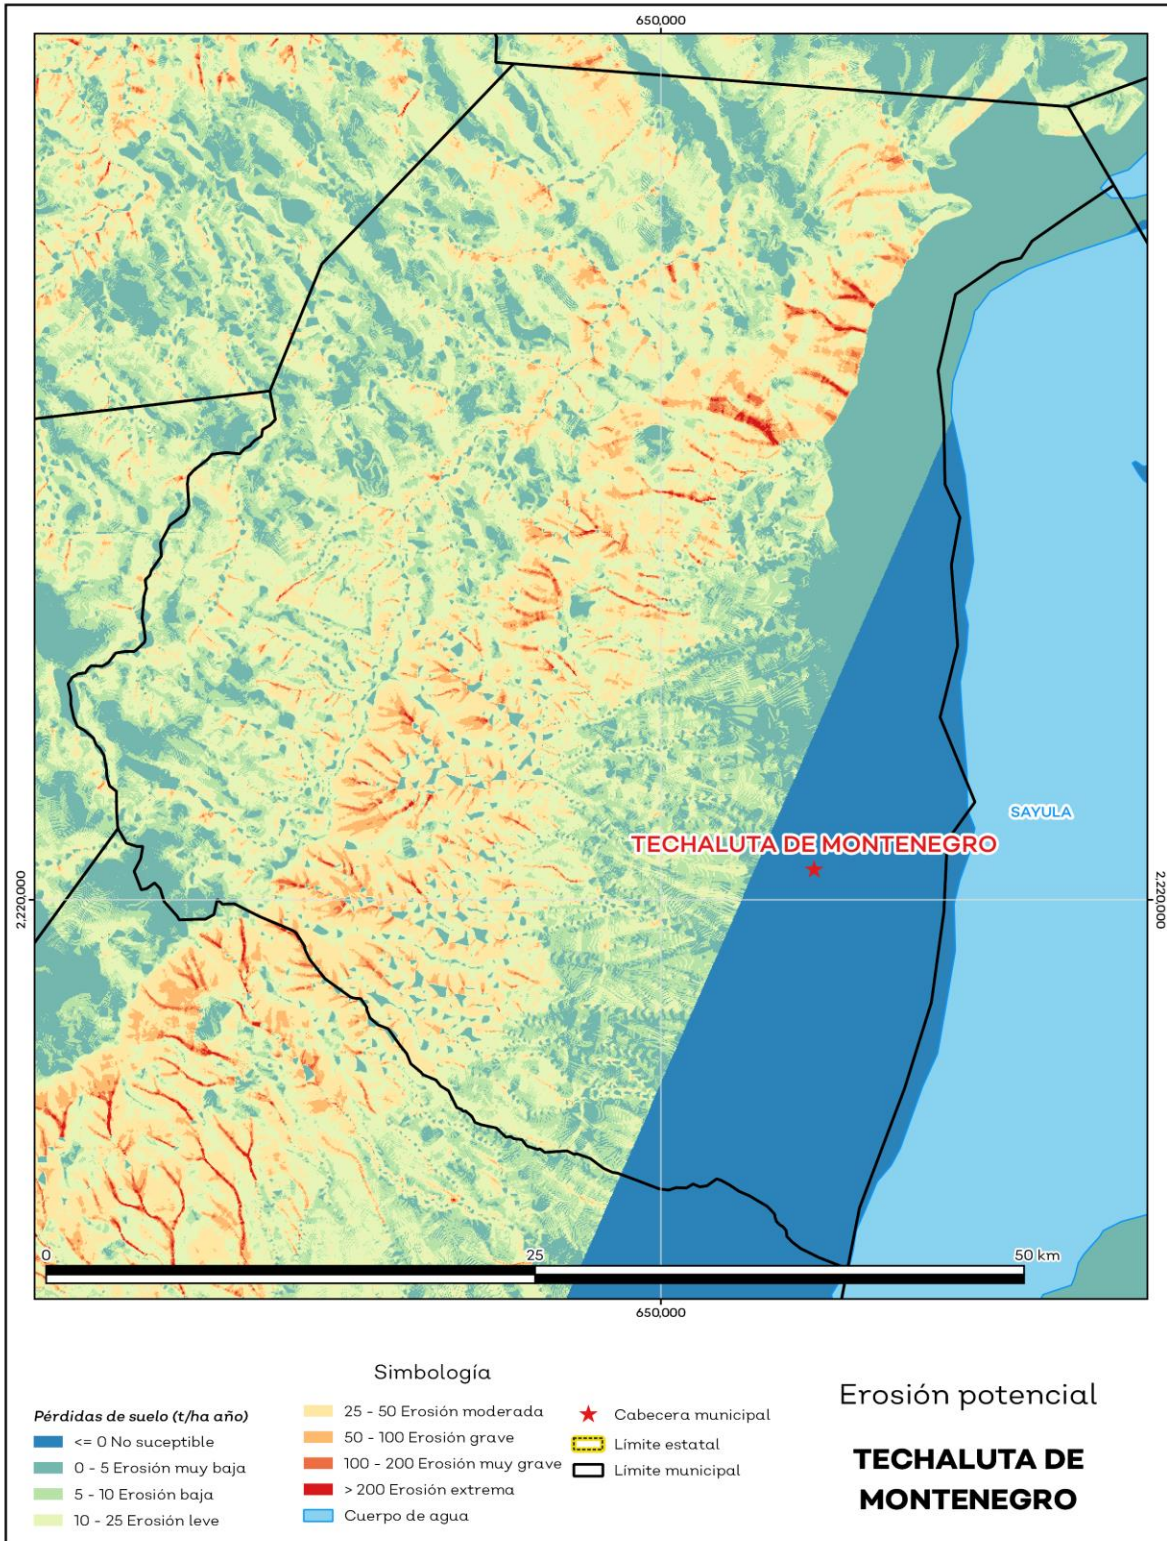 650,000
TECHALUTA DE MONTENEGRO
SAYULA
2,220,000
2,220,000
0 25 50 km
650,000
Simbología
Pérdidas de suelo (t/ha año)
<= 0 No suceptible
0 - 5 Erosión muy baja
5 - 10 Erosión baja
10 - 25 Erosión leve
25 - 50 Erosión moderada
50 - 100 Erosión grave
100 - 200 Erosión muy grave
> 200 Erosión extrema
Cuerpo de agua
Cabecera municipal
Límite estatal
Límite municipal
Erosión potencial
TECHALUTA DE
MONTENEGRO